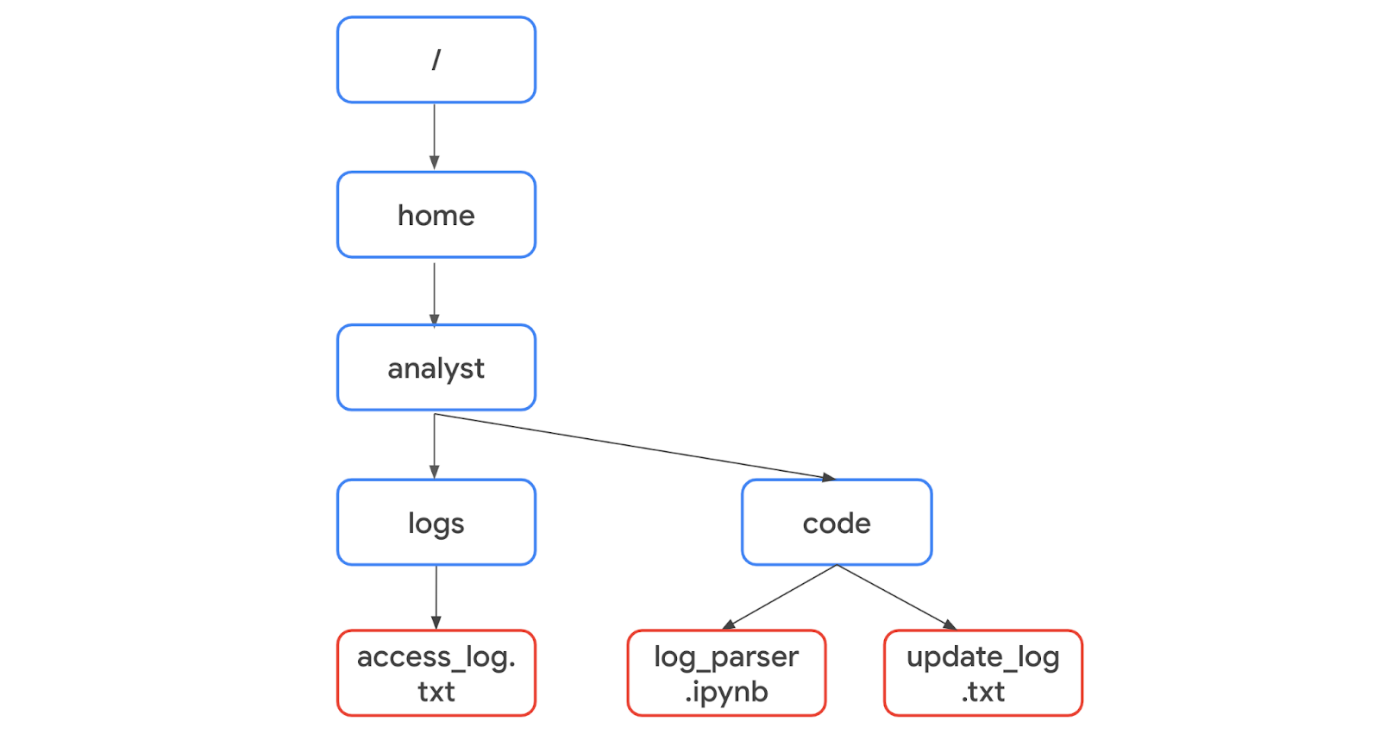 /
home
analyst
logs
code
access_log.
txt
log_parser
.ipynb
update_log
.txt